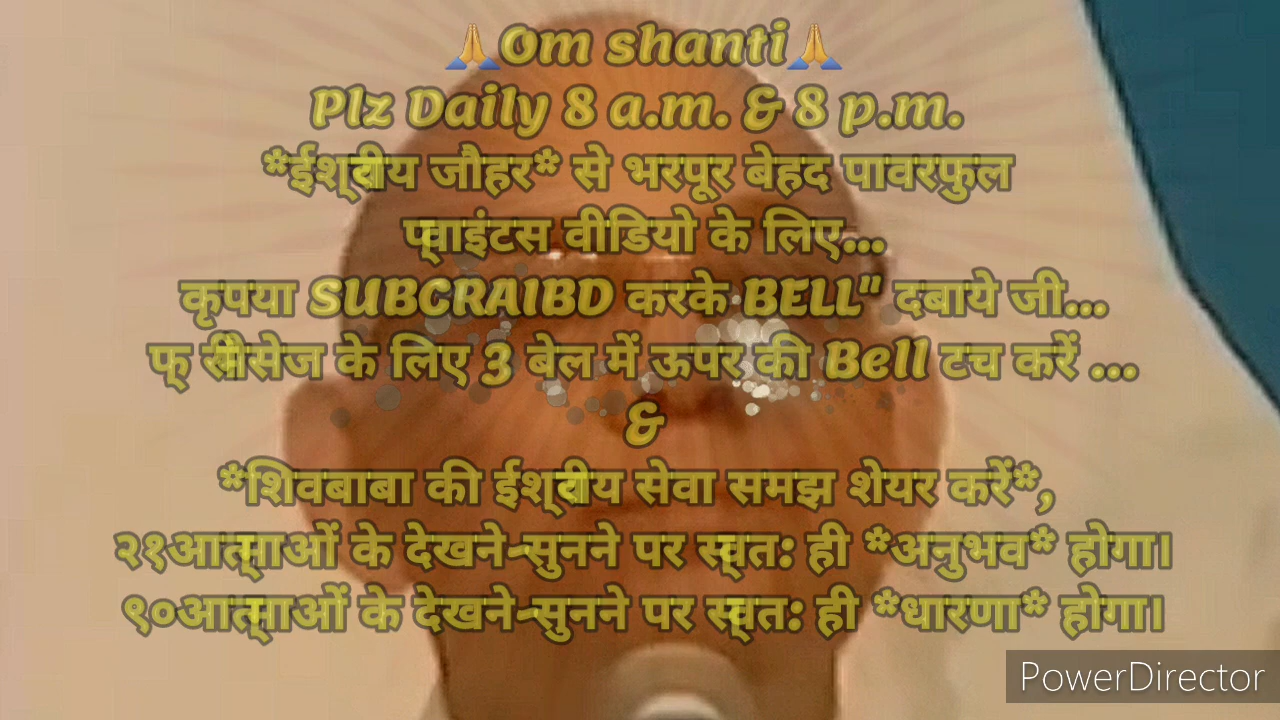 🙏Om shanti🙏
Plz Daily 8 a.m. & 8 p.m.
*ईश्वरीय जौहर* से भरपूर बेहद पावरफुल
प्वाइंटस वीडियो के लिए...
कृपया SUBCRAIBD करके BELL" दबाये जी...
फ् री मैसेज के लिए 3 बेल में ऊपर की Bell टच करें ...
&
*शिवबाबा की ईश्वरीय सेवा समझ शेयर करें*,
२१आत्माओं के देखने-सुनने पर स्वत: ही *अनुभव* होगा।
९०आत्माओं के देखने-सुनने पर स्वत: ही *धारणा* होगा।
PowerDirector